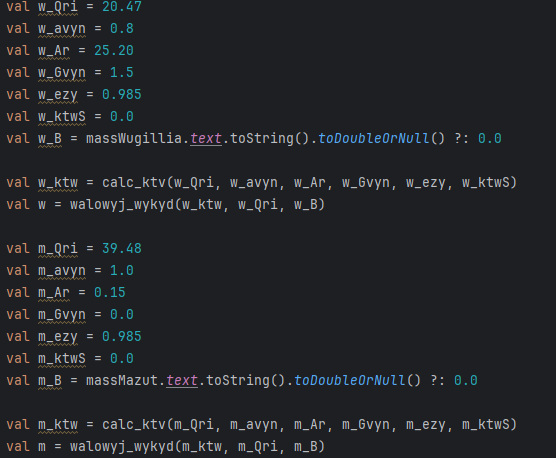 val w_Qri = 20.47
val w_avyn = 0.8
val w_Ar = 25.20
val w_Gvyn = 1.5
val w_ezy = 0.985
val w_ktwS = 0.0
val w_B = massWugillia.text.toString().toDoubleOrNull() ?: 0.0
val w_ktw = calc_ktv(w_Qri, w_avyn, w_Ar, w_Gvyn, w_ezy, w_ktwS)
val w = walowyj_wykyd(w_ktw, w_Qri, w_B)
val m_Qri = 39.48
val m_avyn = 1.0
val m_Ar = 0.15
val m_Gvyn = 0.0
val m_ezy = 0.985
val m_ktwS = 0.0
val m_B = massMazut.text.toString().toDoubleOrNull() ?: 0.0
val m_ktw = calc_ktv(m_Qri, m_avyn, m_Ar, m_Gvyn, m_ezy, m_ktwS)
val m = walowyj_wykyd(m_ktw, m_Qri, m_B)